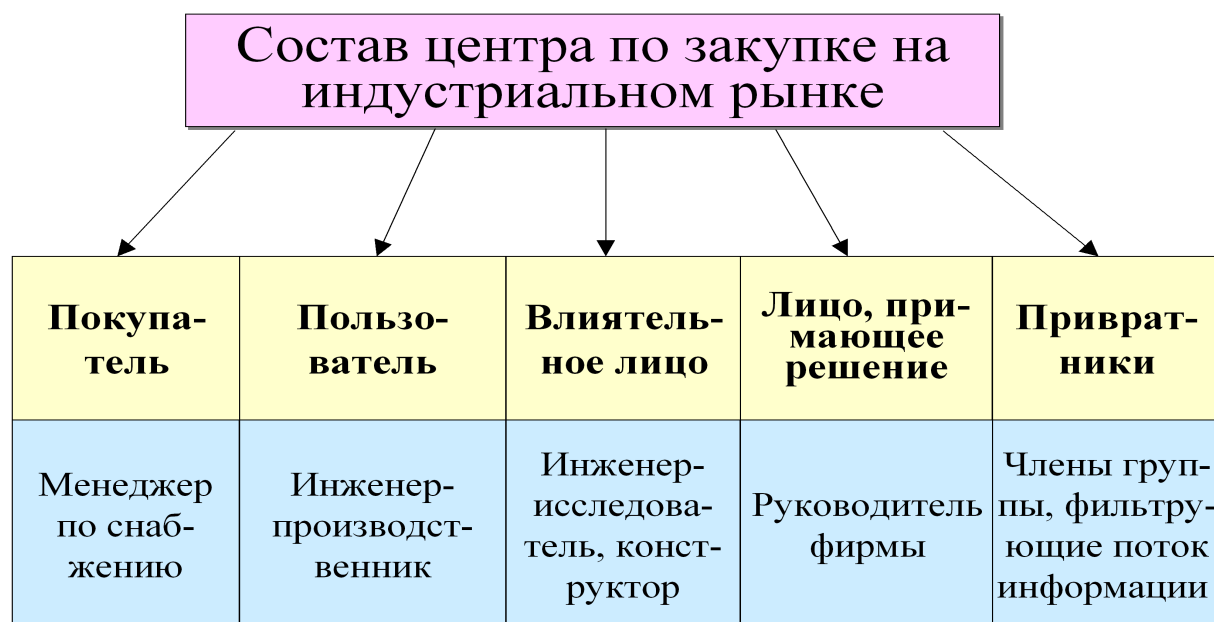 Состав центра по закупке на
индустриальном рынке
Покупа-
тель
Пользо-
ватель
Влиятель-
ное лицо
Лицо, при-
мающее
решение
Приврат-
ники
Менеджер
по снаб-
жению
Инженер-
производст-
венник
Инженер-
исследова-
тель, конст-
руктор
Руководитель
фирмы
Члены груп-
пы, фильтру-
ющие поток
информации